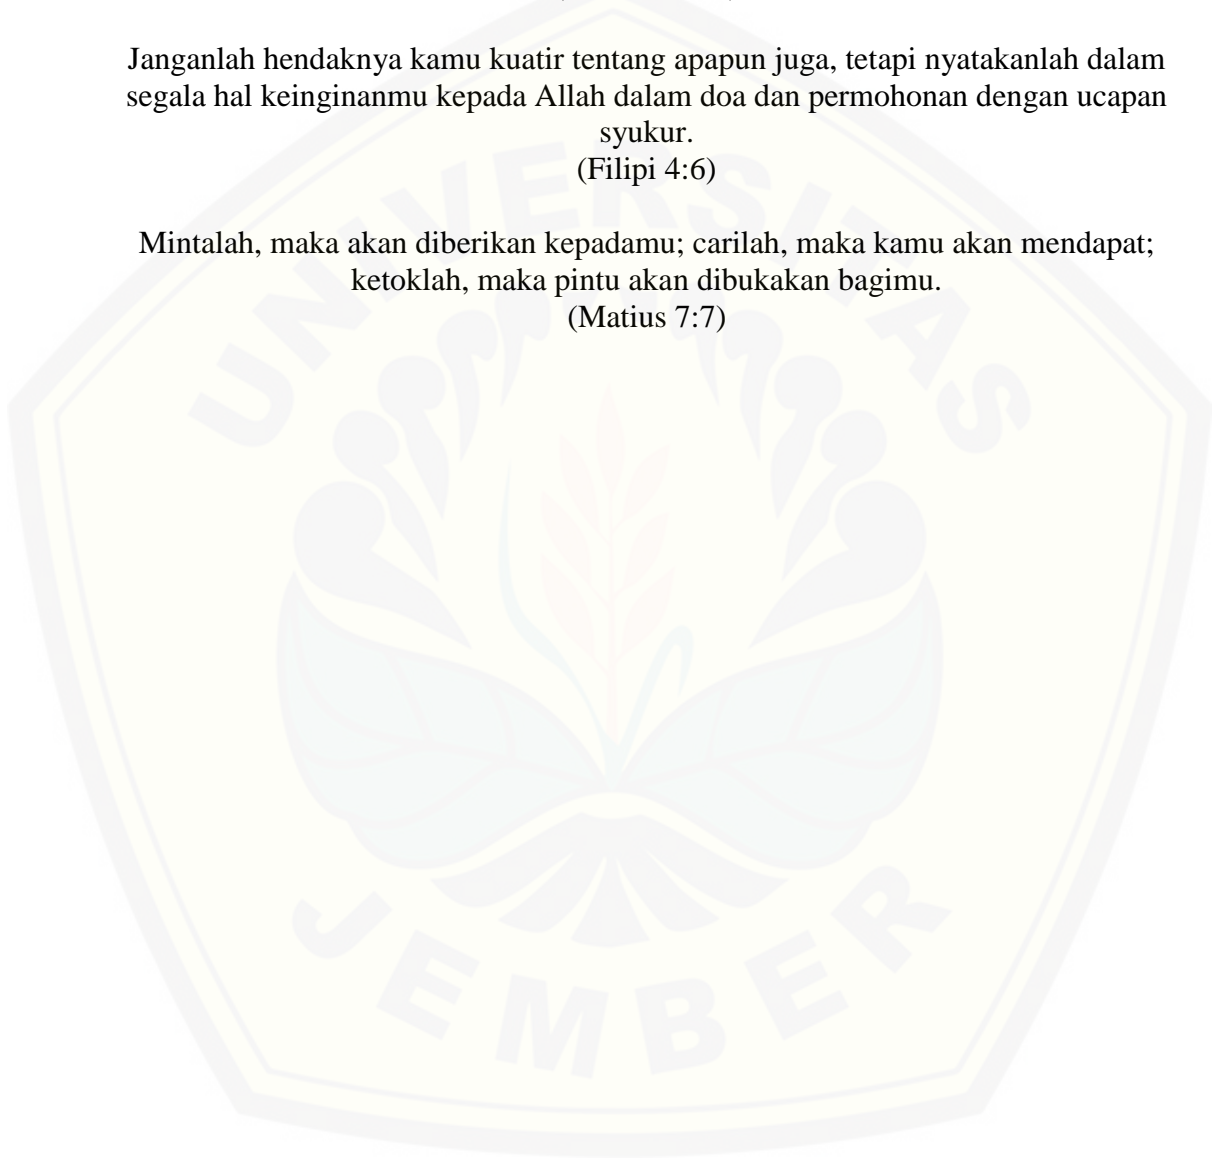 Janganlah hendaknya kamu kuatir tentang apapun juga, tetapi nyatakanlah dalam
segala hal keinginanmu kepada Allah dalam doa dan permohonan dengan ucapan
syukur.
(Filipi 4:6)
Mintalah, maka akan diberikan kepadamu; carilah, maka kamu akan mendapat;
ketoklah, maka pintu akan dibukakan bagimu.
(Matius 7:7)
UNIVERSITAS
JEMBER